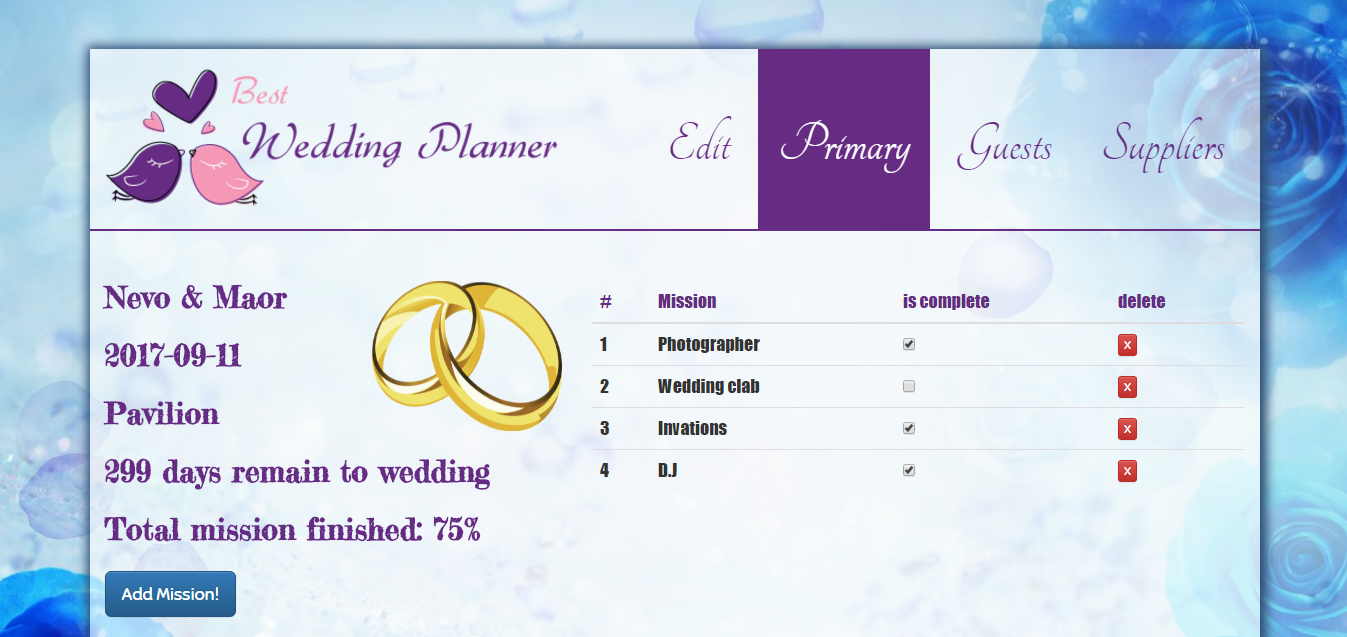 Best
Wedding Planner
Edit Primary Guests Suppliers
Nevo & Maor
2017-09-11
Pavilion
299 days remain to wedding
Total mission finished: 75%
Add Mission!
# Mission is complete delete
1 Photographer x
2 Wedding clab x
3 Invations x
4 D.J x